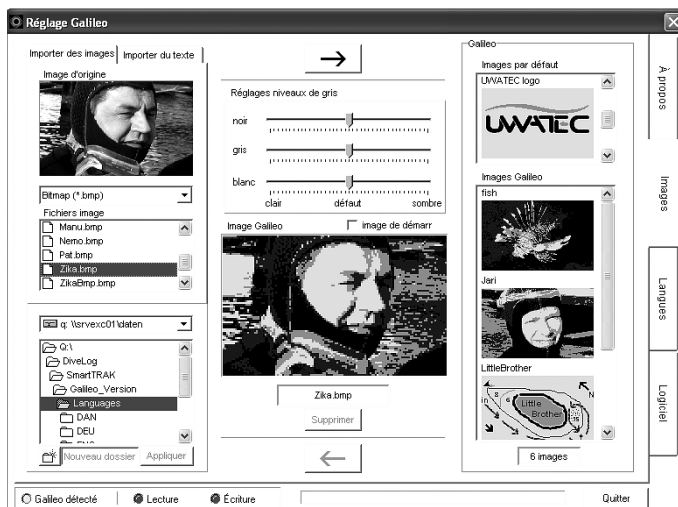 Réglage Galileo
Importer des images
Importer du texte
Image d'origine
Bitmap (*.bmp)
Fichiers image
Manu.bmp
Nemo.bmp
Pat.bmp
Zika.bmp
ZikaBmp.bmp
q: \\srvexc01\daten
Q:\
DiveLog
SmartTRAK
Galileo_Version
Languages
DAN
DEU
Nouveau dossier
Appliquer
Réglages niveaux de gris
noir
gris
blanc
clair
défaut
sombre
Image Galileo
image de démarr
Zika.bmp
Supprimer
Galileo
Images par défaut
UWATEC logo
UWATEC
Images Galileo
fish
Jari
LittleBrother
Little
Brother
N
in
8
6
15
6 images
À propos
Images
Langues
Logiciel
Galileo détecté
Lecture
Écriture
Quitter